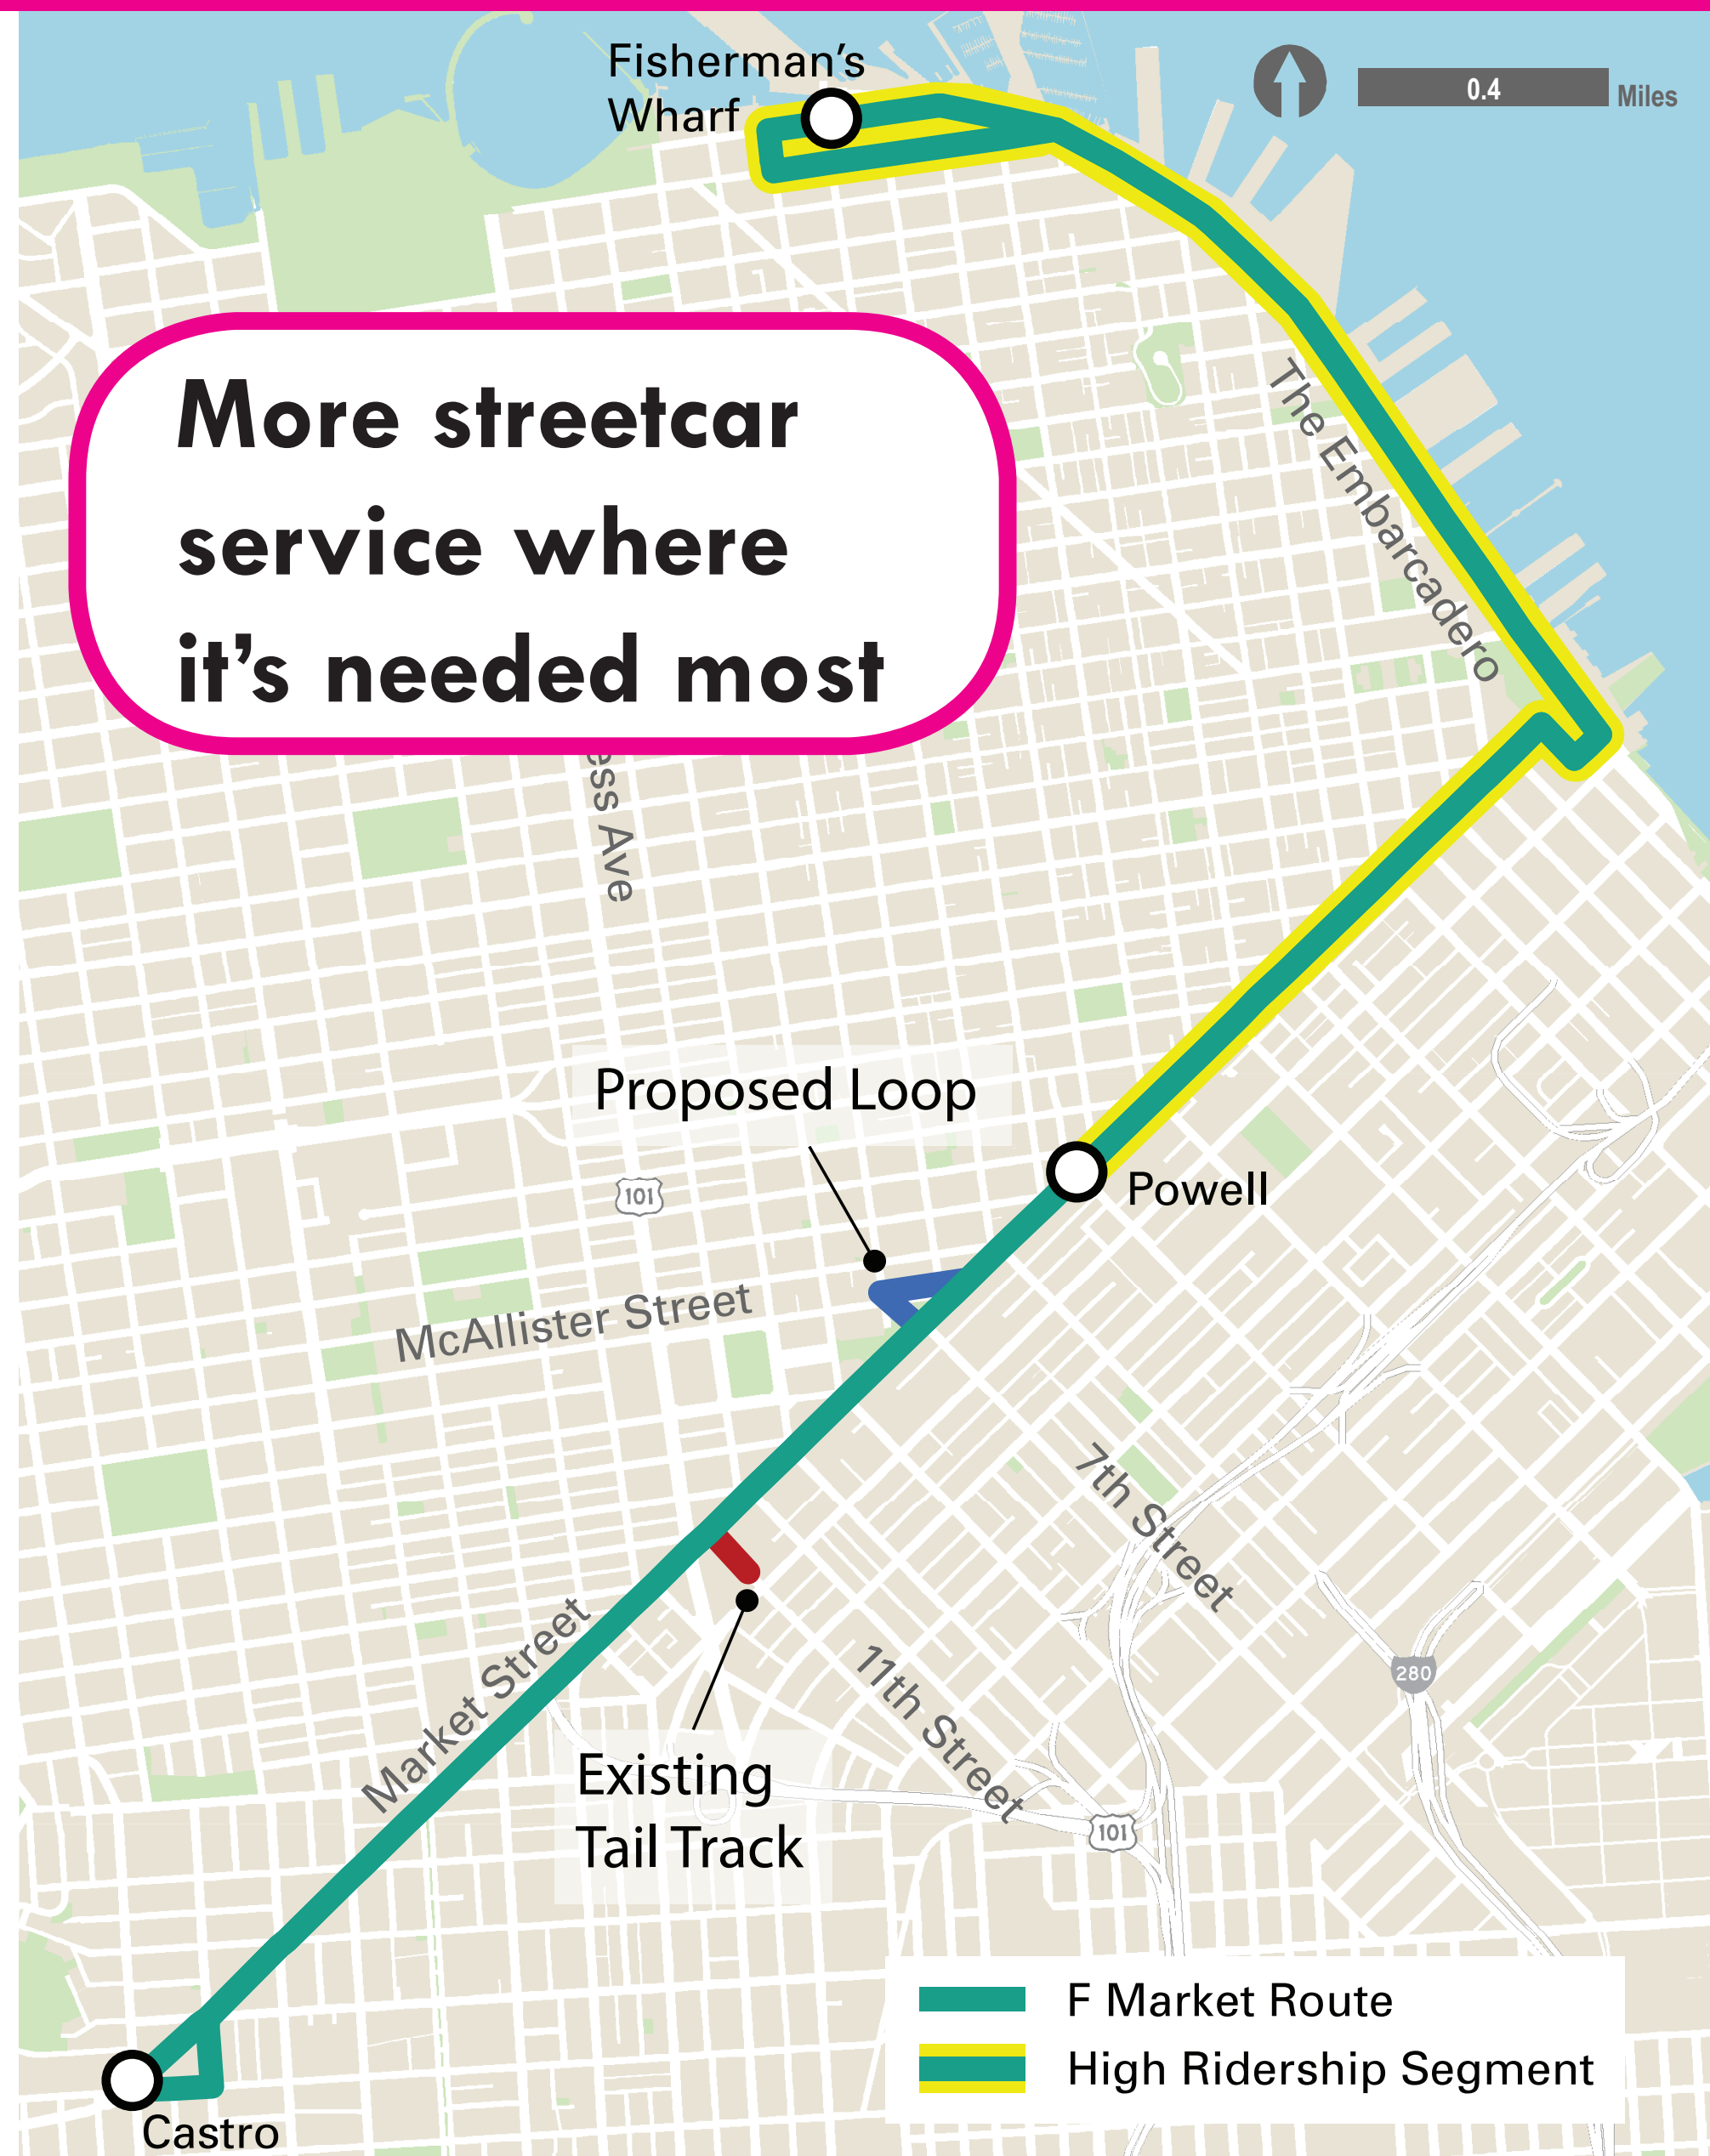 Fisherman's
Wharf
0.4
Miles
More streetcar
service where
it's needed most
The Embarcadero
ess Ave
Proposed Loop
101
Powell
McAllister Street
7th Street
Market Street
11th Street
280
Existing
Tail Track
101
F Market Route
High Ridership Segment
Castro